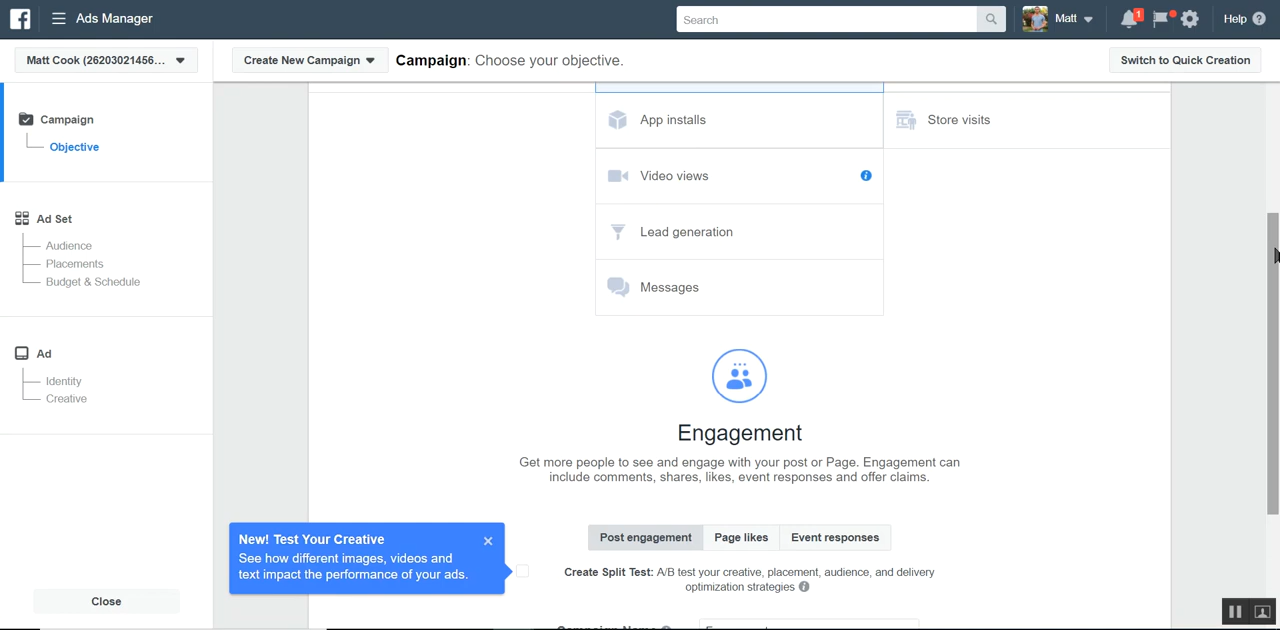 Ads Manager
Search
Matt
1
Help
Matt Cook (26203021456...
Create New Campaign
Campaign: Choose your objective.
Switch to Quick Creation
Campaign
Objective
Ad Set
Audience
Placements
Budget & Schedule
Ad
Identity
Creative
Close
App installs
Store visits
Video views
Lead generation
Messages
Engagement
Get more people to see and engage with your post or Page. Engagement can
include comments, shares, likes, event responses and offer claims.
Post engagement
Page likes
Event responses
New! Test Your Creative
See how different images, videos and
text impact the performance of your ads.
Create Split Test: A/B test your creative, placement, audience, and delivery
optimization strategies
Campaign Name